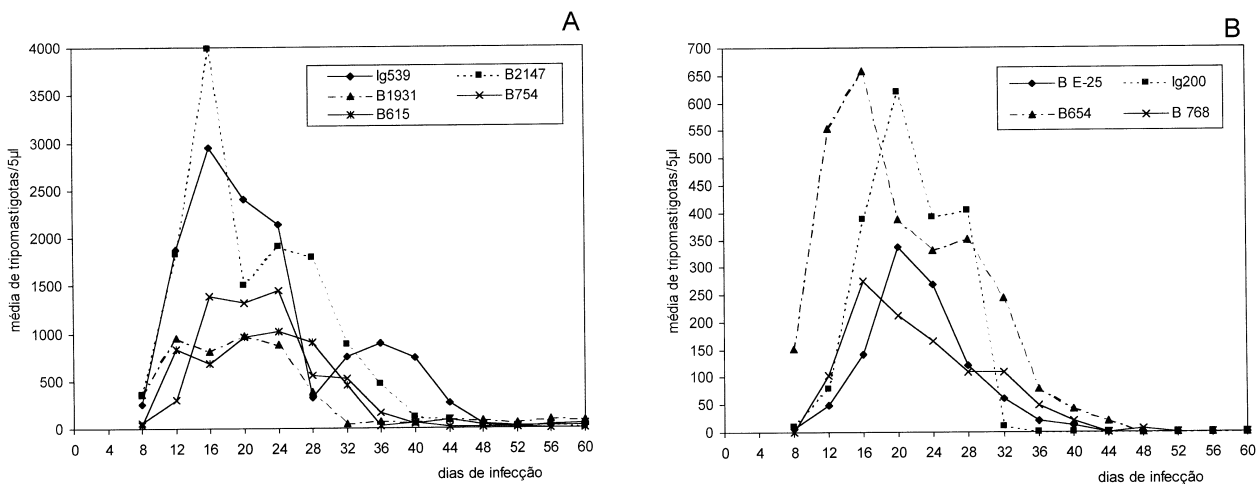 A
média de tripomastigotas/5µl
4000
3500
3000
2500
2000
1500
1000
500
0
Ig539
B2147
B1931
B754
B615
0 4 8 12 16 20 24 28 32 36 40 44 48 52 56 60
dias de infecção
B
média de tripomastigotas/5µl
700
650
600
550
500
450
400
350
300
250
200
150
100
50
0
B E-25
Ig200
B654
B 768
0 4 8 12 16 20 24 28 32 36 40 44 48 52 56 60
dias de infecção